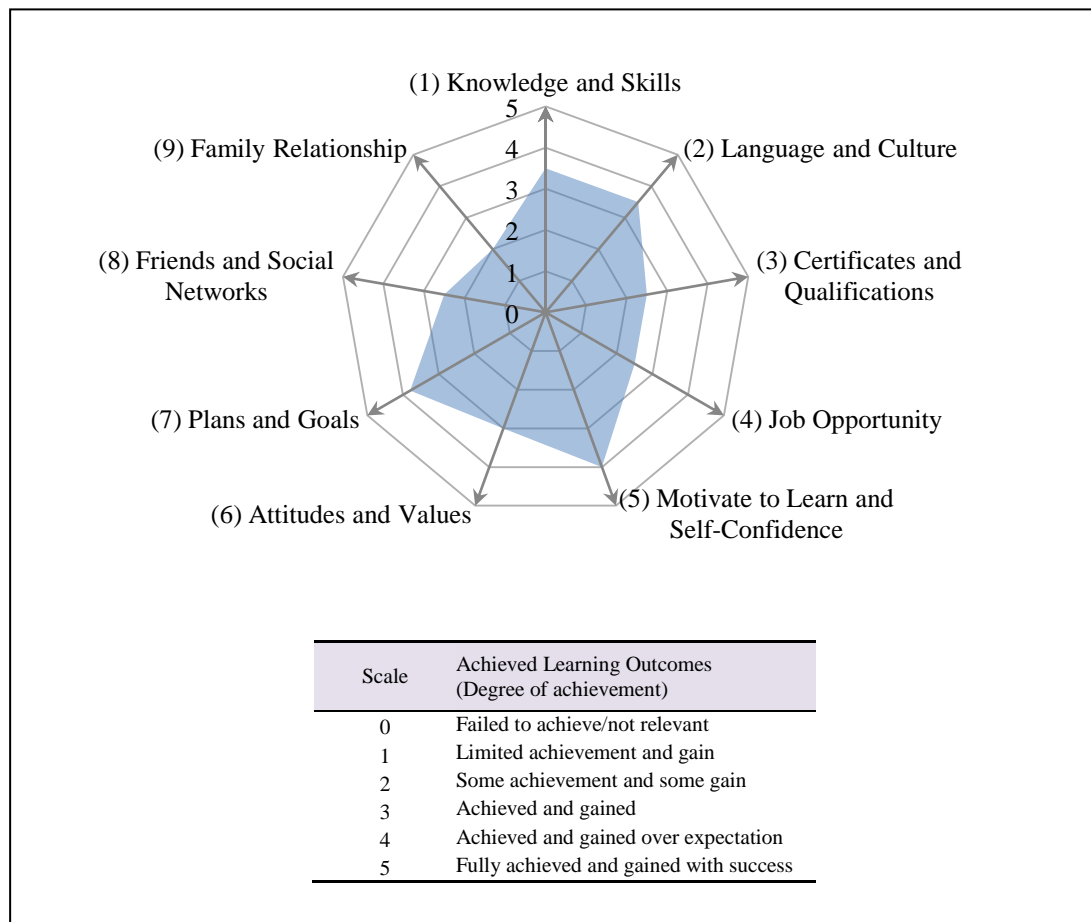 (1) Knowledge and Skills
5
(9) Family Relationship
4
(2) Language and Culture
3
2
(8) Friends and Social
Networks
(3) Certificates and
Qualifications
1
0
(7) Plans and Goals
(4) Job Opportunity
(6) Attitudes and Values
(5) Motivate to Learn and
Self-Confidence
Scale
Achieved Learning Outcomes
(Degree of achievement)
0 Failed to achieve/not relevant
1 Limited achievement and gain
2 Some achievement and some gain
3 Achieved and gained
4 Achieved and gained over expectation
5 Fully achieved and gained with success